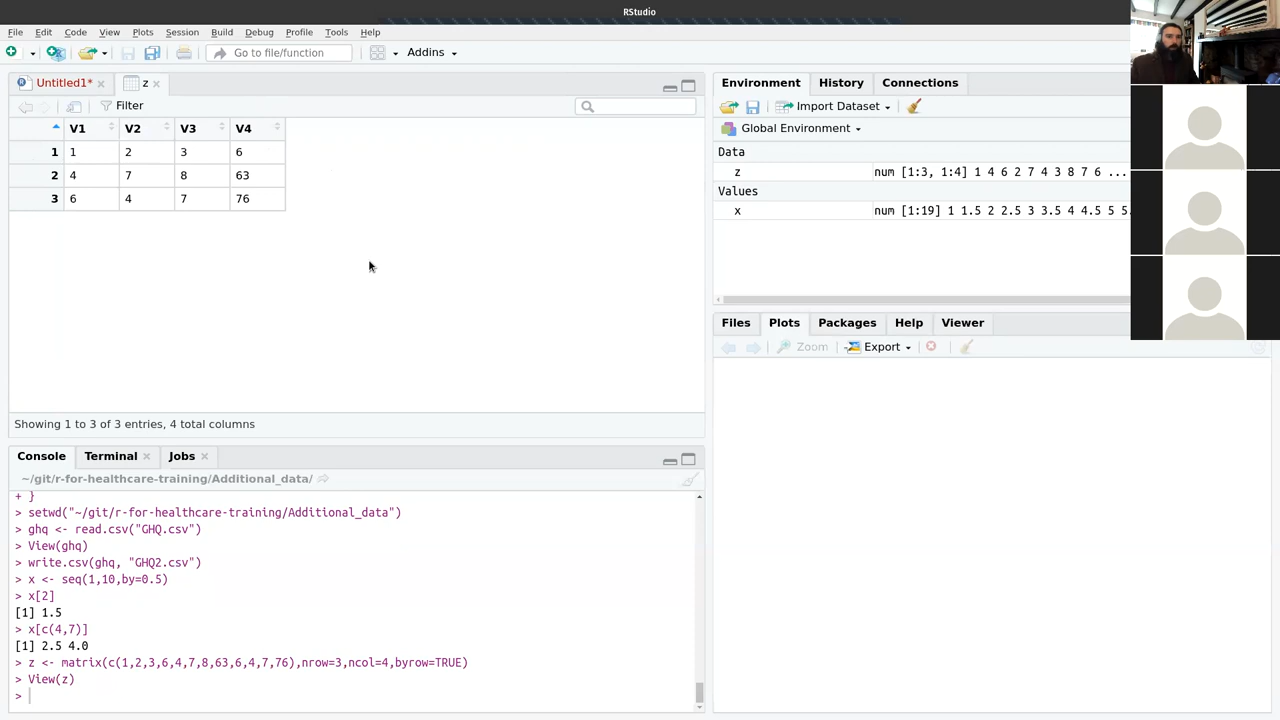 RStudio
File Edit Code View Plots Session Build Debug Profile Tools Help
Go to file/function Addins
Untitled1* z
Filter
V1 V2 V3 V4
1 1 2 3 6
2 4 7 8 63
3 6 4 7 76
Showing 1 to 3 of 3 entries, 4 total columns
Console Terminal Jobs
~/git/r-for-healthcare-training/Additional_data/
+ }
> setwd("~/git/r-for-healthcare-training/Additional_data")
> ghq <- read.csv("GHQ.csv")
> View(ghq)
> write.csv(ghq, "GHQ2.csv")
> x <- seq(1,10,by=0.5)
> x[2]
[1] 1.5
> x[c(4,7)]
[1] 2.5 4.0
> z <- matrix(c(1,2,3,6,4,7,8,63,6,4,7,76),nrow=3,ncol=4,byrow=TRUE)
> View(z)
>
Environment History Connections
Import Dataset
Global Environment
Data
z num [1:3, 1:4] 1 4 6 2 7 4 3 8 7 6 ...
Values
x num [1:19] 1 1.5 2 2.5 3 3.5 4 4.5 5 5.
Files Plots Packages Help Viewer
Zoom Export